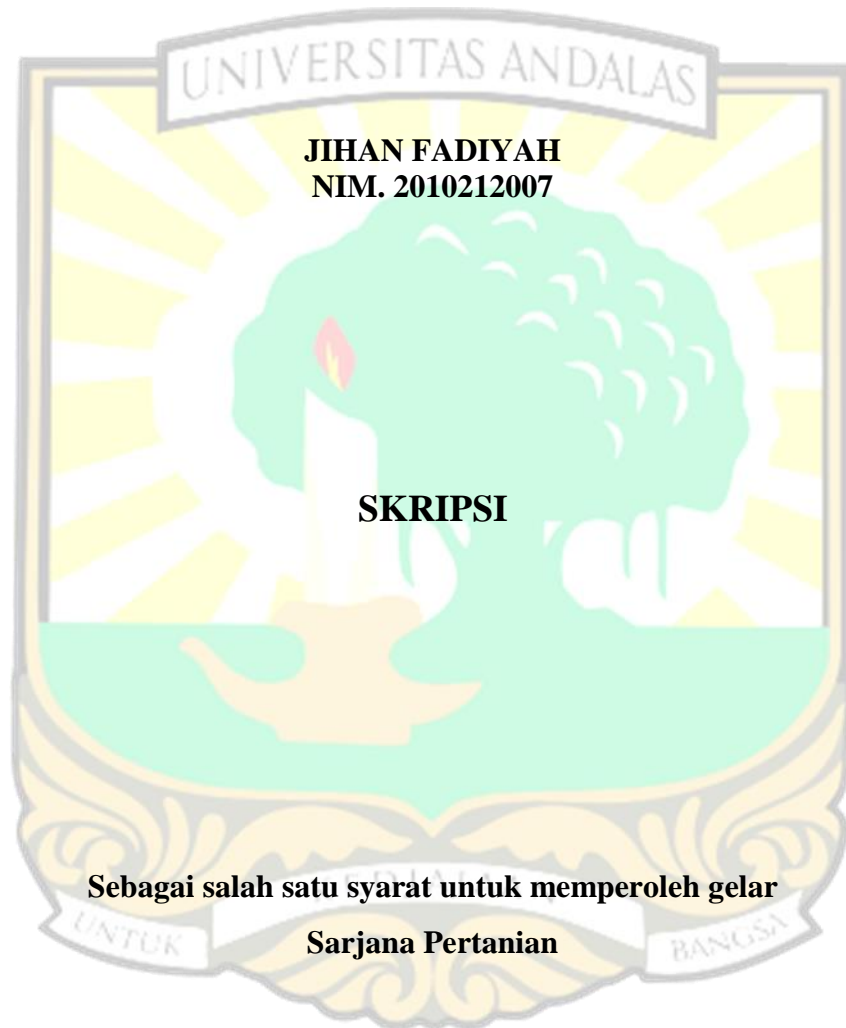 UNIVERSITAS ANDALAS
JIHAN FADIYAH
NIM. 2010212007
SKRIPSI
Sebagai salah satu syarat untuk memperoleh gelar
Sarjana Pertanian
UNTUK
BANGSA